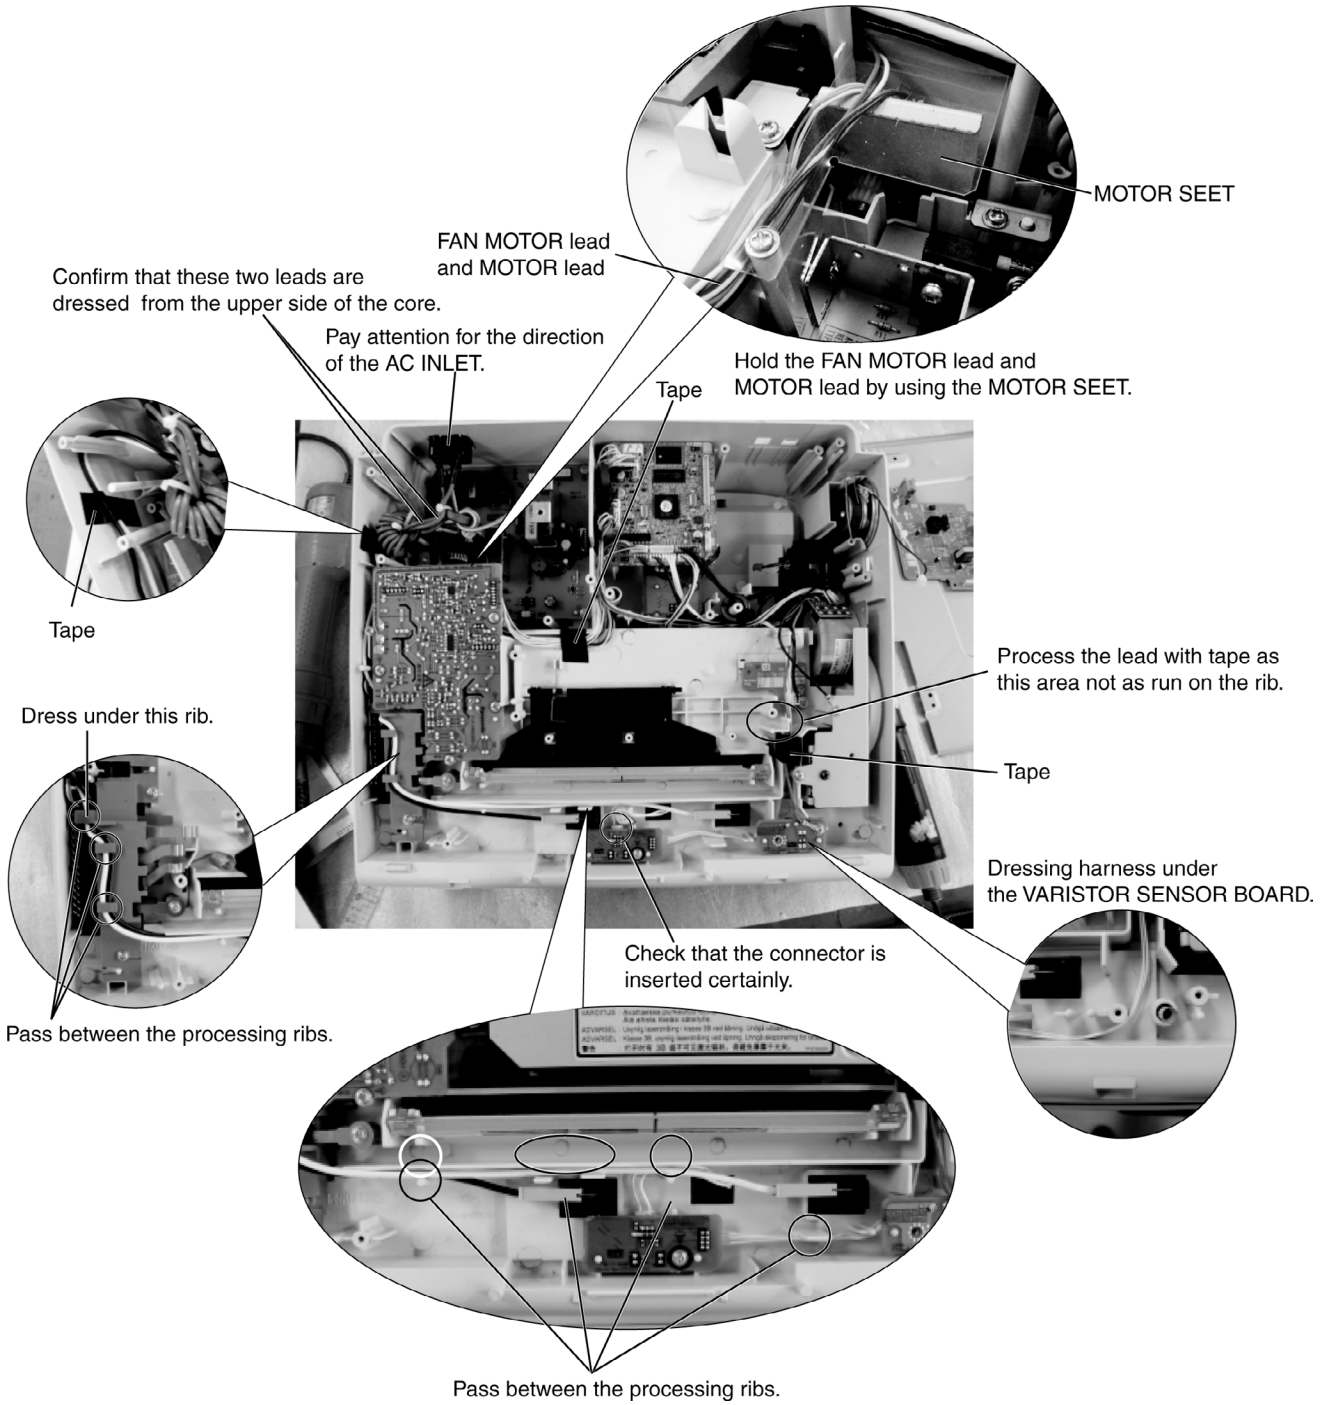 MOTOR SEET
FAN MOTOR lead
and MOTOR lead
Confirm that these two leads are
dressed from the upper side of the core.
Pay attention for the direction
of the AC INLET.
Hold the FAN MOTOR lead and
MOTOR lead by using the MOTOR SEET.
Tape
Tape
Process the lead with tape as
this area not as run on the rib.
Dress under this rib.
Tape
Dressing harness under
the VARISTOR SENSOR BOARD.
Check that the connector is
inserted certainly.
Pass between the processing ribs.
Pass between the processing ribs.